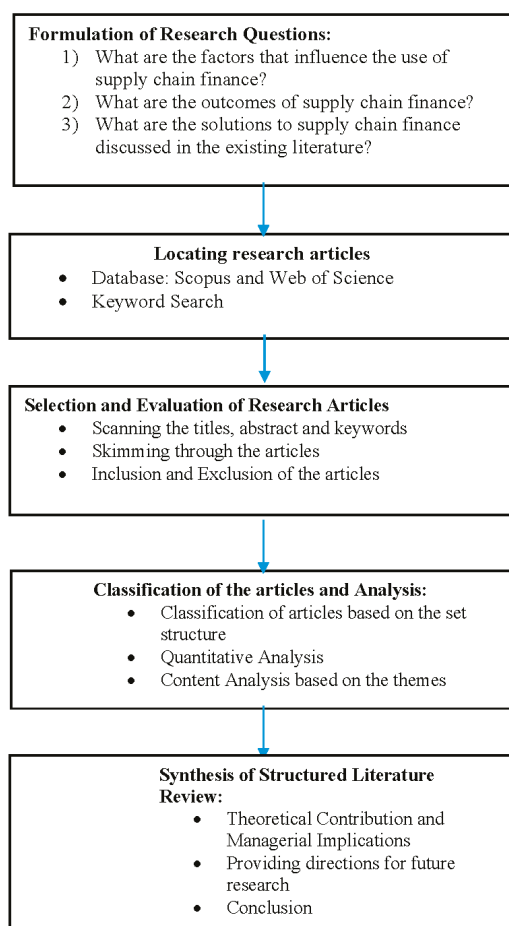 Formulation of Research Questions:
1) What are the factors that influence the use of
supply chain finance?
2) What are the outcomes of supply chain finance?
3) What are the solutions to supply chain finance
discussed in the existing literature?
Locating research articles
• Database: Scopus and Web of Science
• Keyword Search
Selection and Evaluation of Research Articles
• Scanning the titles, abstract and keywords
• Skimming through the articles
• Inclusion and Exclusion of the articles
Classification of the articles and Analysis:
• Classification of articles based on the set
structure
• Quantitative Analysis
• Content Analysis based on the themes
Synthesis of Structured Literature
Review:
• Theoretical Contribution and
Managerial Implications
• Providing directions for future
research
• Conclusion